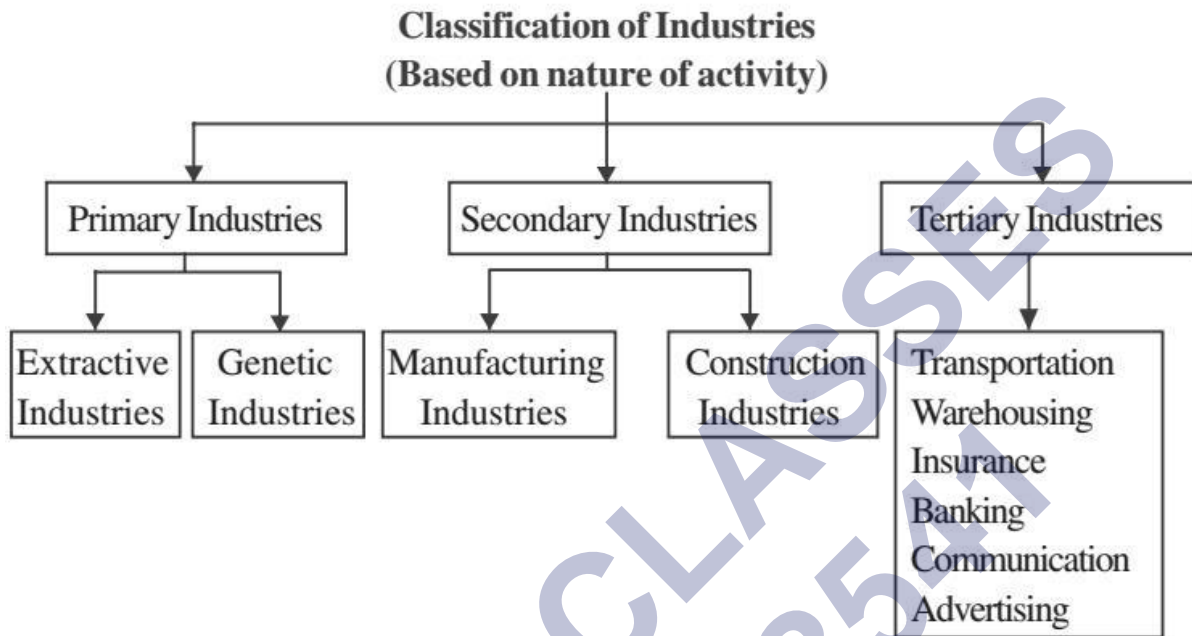 Classification of Industries
(Based on nature of activity)
Primary Industries
Secondary Industries
Tertiary Industries
Extractive
Industries
Genetic
Industries
Manufacturing
Industries
Construction
Industries
Transportation
Warehousing
Insurance
Banking
Communication
Advertising
CLASSES
3541